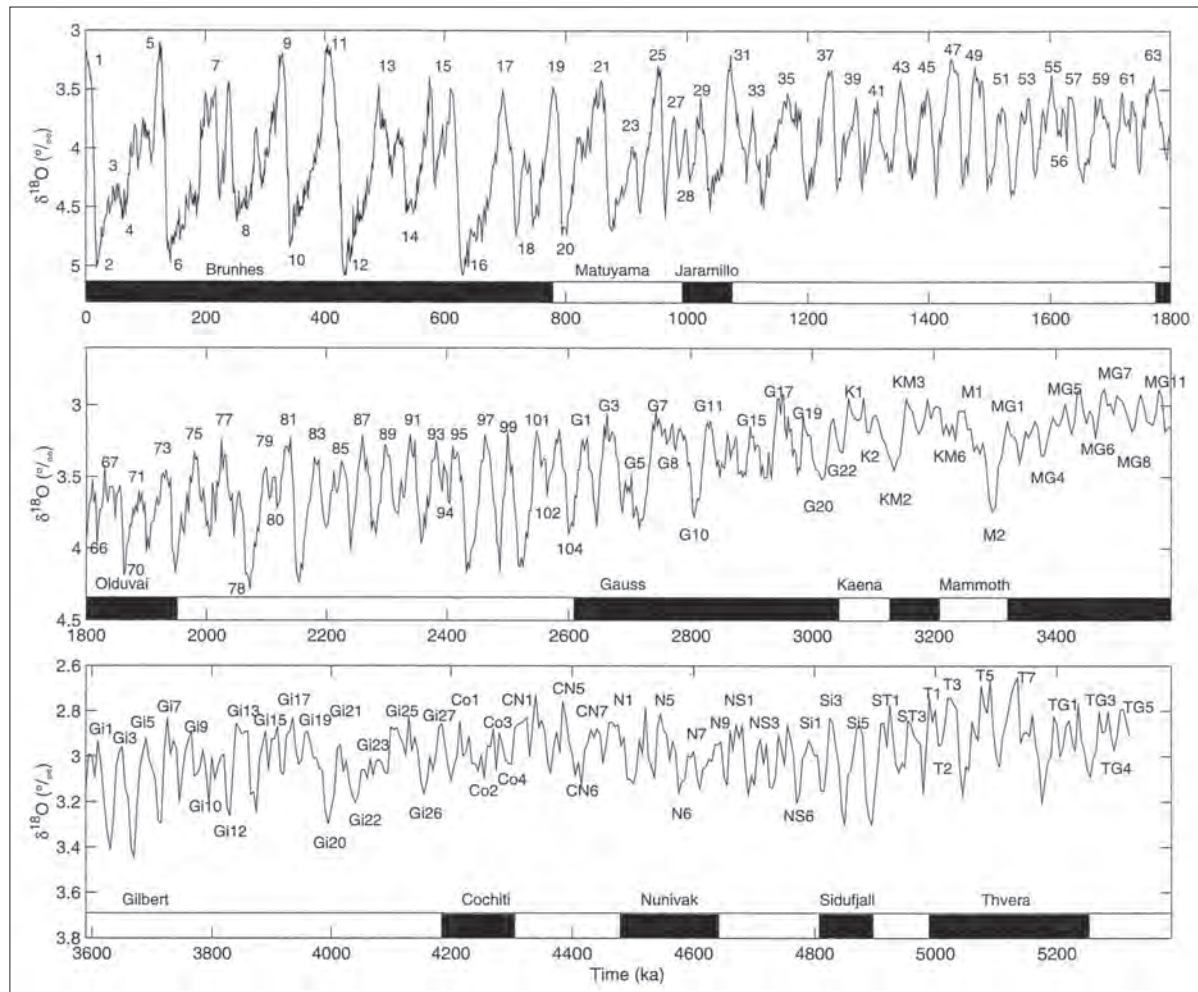 δ18O (º/oo)
3
3.5
4
4.5
5
1
5
7
9
11
13
15
17
19
21
23
25
27
29
31
33
35
37
39
41
43
45
47
49
51
53
55
57
59
61
63
3
4
2
6
8
10
12
14
16
18
20
28
56
Brunhes
Matuyama
Jaramillo
0 200 400 600 800 1000 1200 1400 1600 1800
δ18O (º/oo)
3
3.5
4
4.5
67
71
73
75
77
79
81
83
85
87
89
91
93
95
97
99
101
G1
G3
G5
G7
G8
G11
G15
G17
G19
K1
KM3
M1
MG1
MG5
MG7
MG11
66
70
78
80
94
102
104
G10
G20
G22
K2
KM2
KM6
M2
MG4
MG6
MG8
Olduvai
Gauss
Kaena
Mammoth
1800 2000 2200 2400 2600 2800 3000 3200 3400
δ18O (º/oo)
2.6
2.8
3
3.2
3.4
3.6
3.8
Gi1
Gi3
Gi5
Gi7
Gi9
Gi13
Gi15
Gi17
Gi19
Gi21
Gi23
Gi25
Gi27
Co1
Co3
CN1
CN5
CN7
N1
N5
N7
N9
NS1
NS3
Si1
Si3
Si5
ST1
ST3
T1
T3
T5
T7
TG1
TG3
TG5
Gi10
Gi12
Gi20
Gi22
Gi26
Co2
Co4
CN6
N6
NS6
T2
TG4
Gilbert
Cochiti
Nunivak
Sidufjall
Thvera
3590 3800 4000 4200 4400 4600 4800 5000 5200
Time (ka)